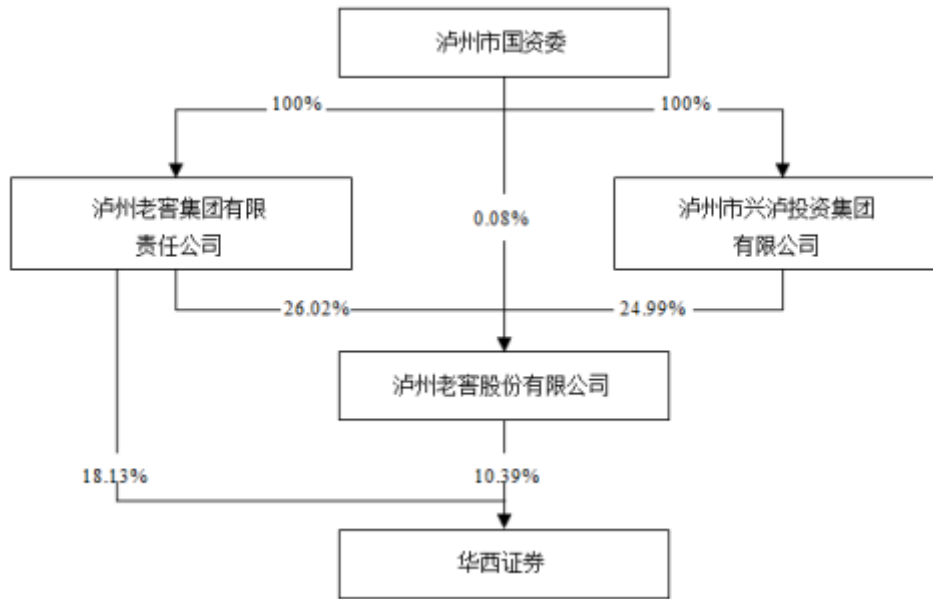 泸州市国资委
100%
100%
泸州老窖集团有限
责任公司
0.08%
泸州市兴泸投资集团
有限公司
26.02%
24.99%
泸州老窖股份有限公司
18.13%
10.39%
华西证券